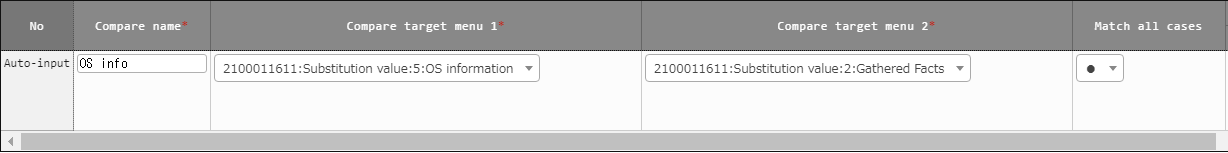 No Compare name* Compare target menu 1* Compare target menu 2* Match all cases
Auto-input OS info 2100011611:Substitution value:5:OS information 2100011611:Substitution value:2:Gathered Facts ●